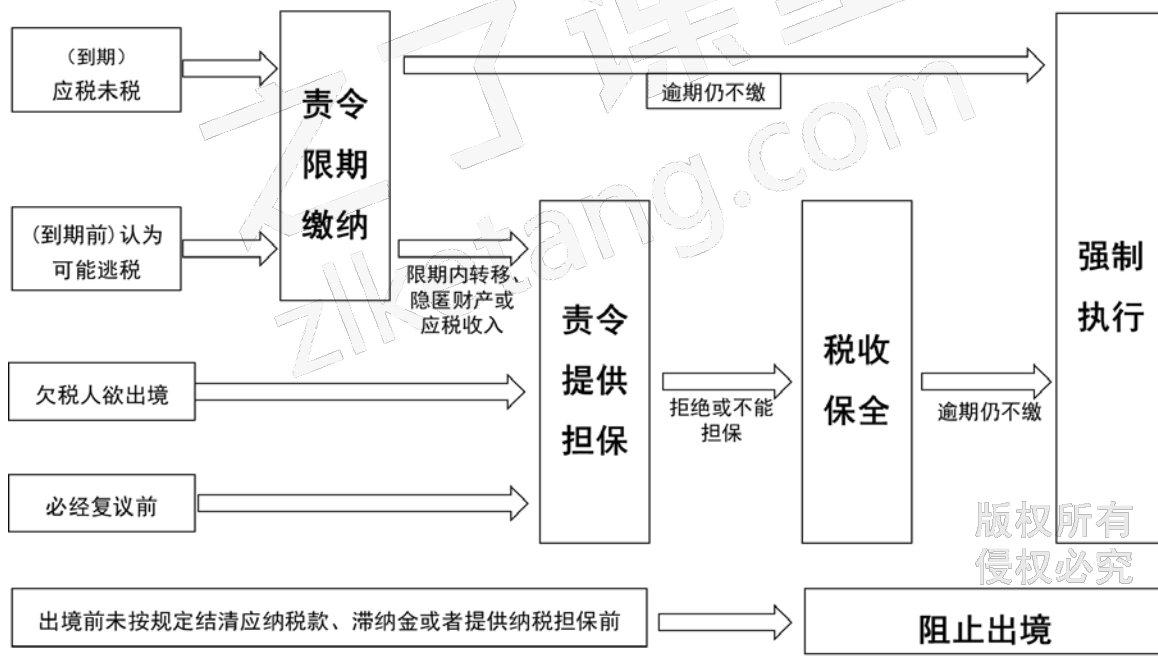 （到期）
应税未税
责令
限期
缴纳
逾期仍不缴
强制
执行
(到期前)认为
可能逃税
限期内转移、
隐匿财产或
应税收入
责令
提供
担保
税收
保全
欠税人欲出境
拒绝或不能
担保
逾期仍不缴
必经复议前
出境前未按规定结清应纳税款、滞纳金或者提供纳税担保前
阻止出境
之了课堂
zlketang.com
版权所有
侵权必究